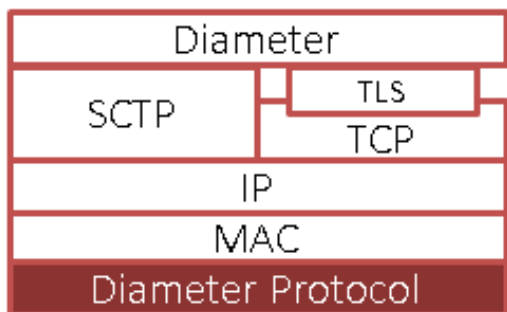 Diameter
SCTP
TLS
TCP
IP
MAC
Diameter Protocol